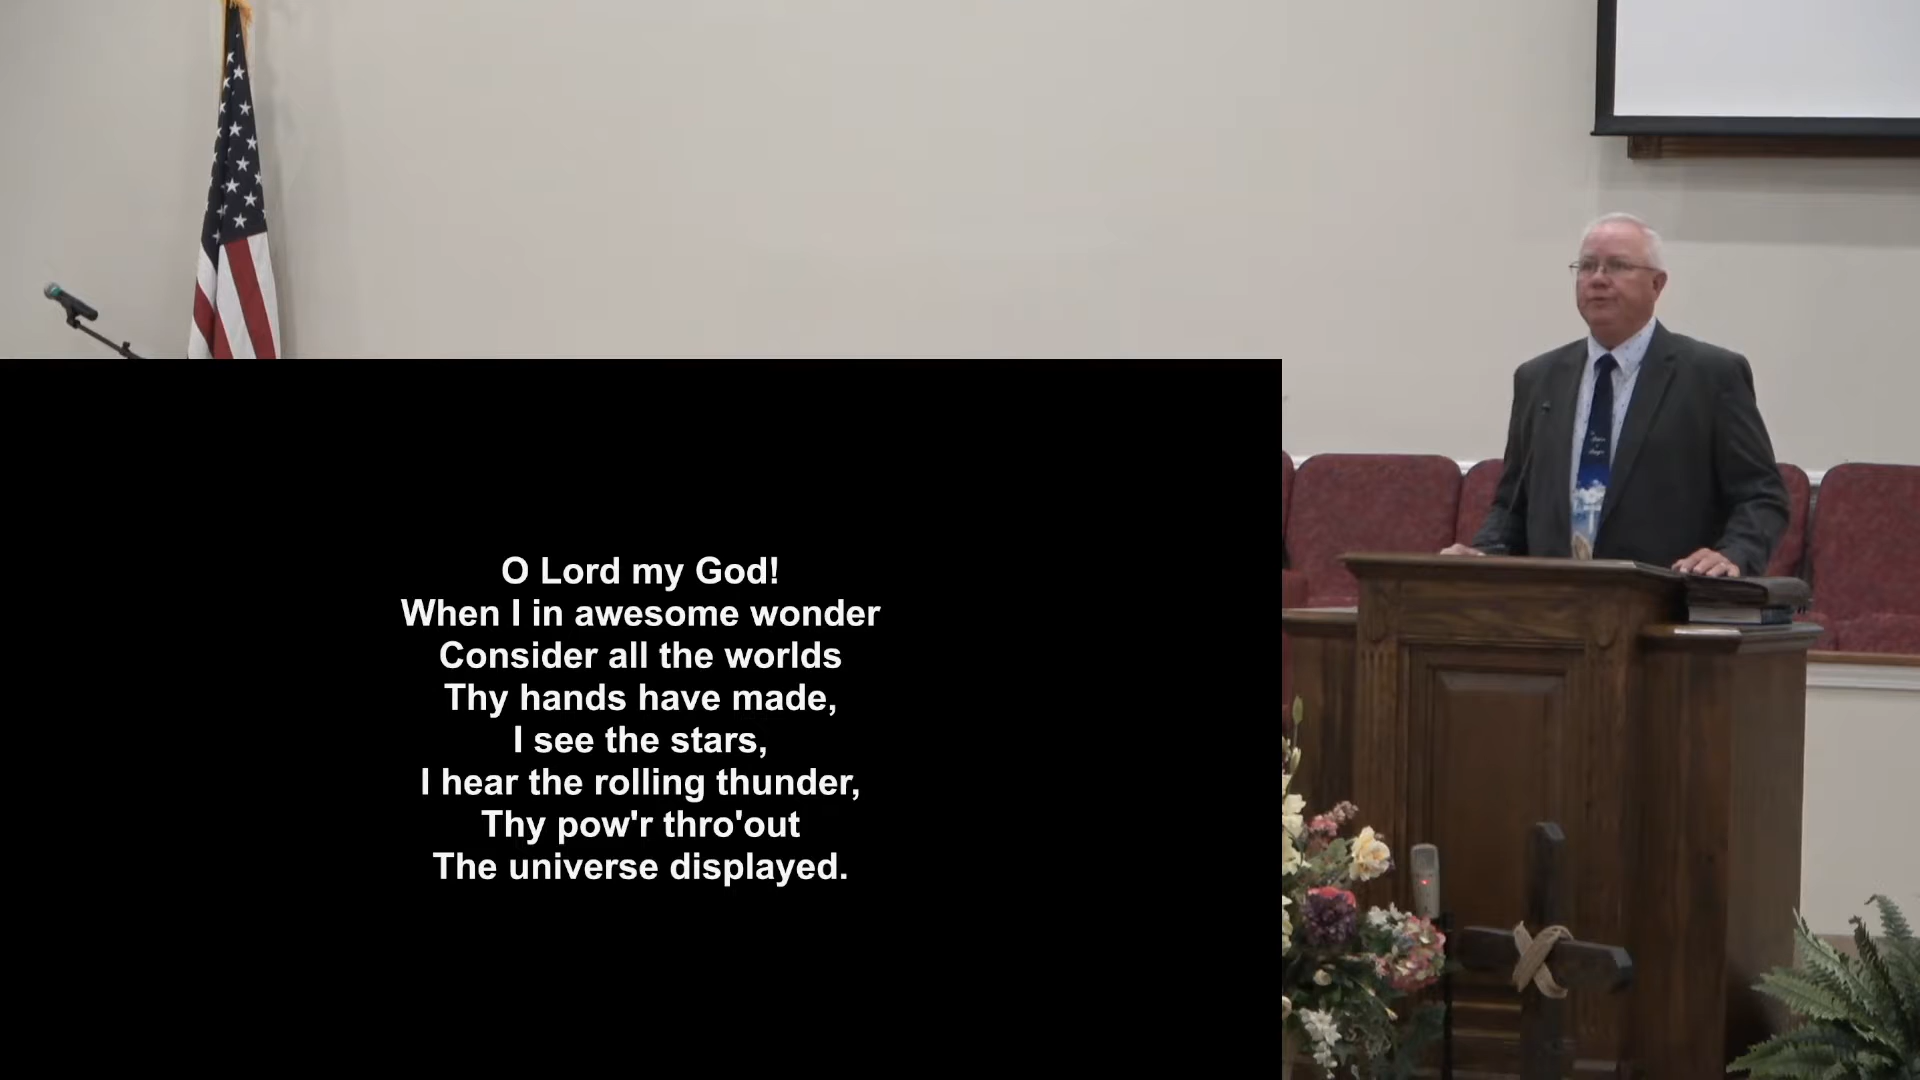 O Lord my God!
When I in awesome wonder
Consider all the worlds
Thy hands have made,
I see the stars,
I hear the rolling thunder,
Thy pow'r thro'out
The universe displayed.